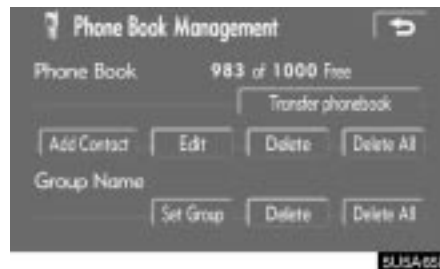 Phone Book Management
Phone Book 983 of 1000 Free
Transfer phonebook
Add Contact Edit Delete Delete All
Group Name
Set Group Delete Delete All